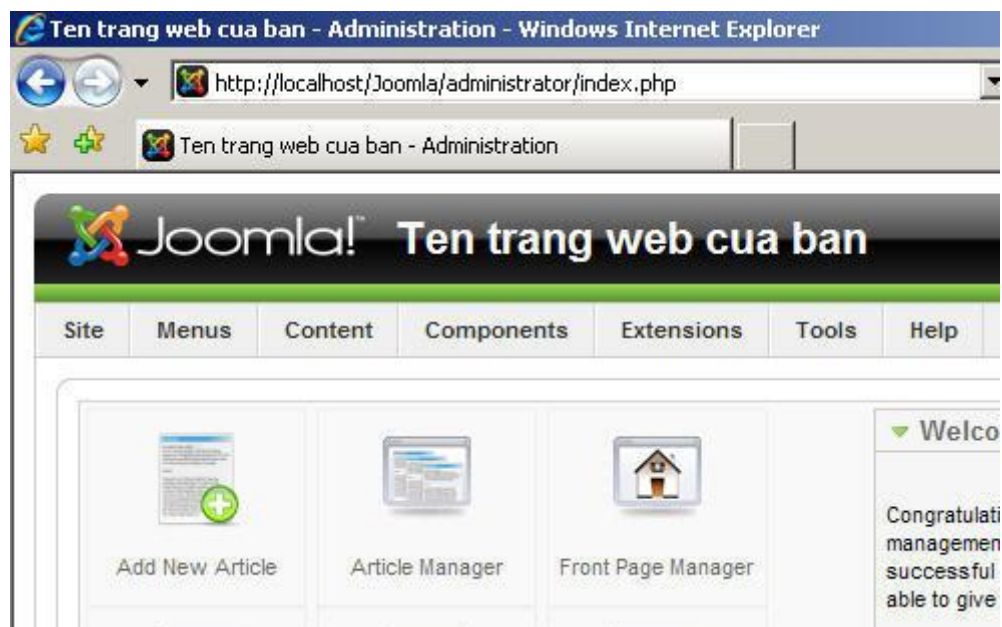 Ten trang web cua ban - Administration - Windows Internet Explorer
http://localhost/Joomla/administrator/index.php
Ten trang web cua ban - Administration
Joomla!™ Ten trang web cua ban
Site Menus Content Components Extensions Tools Help
Welco
Add New Article Article Manager Front Page Manager
Congratulati
managemen
successful
able to give